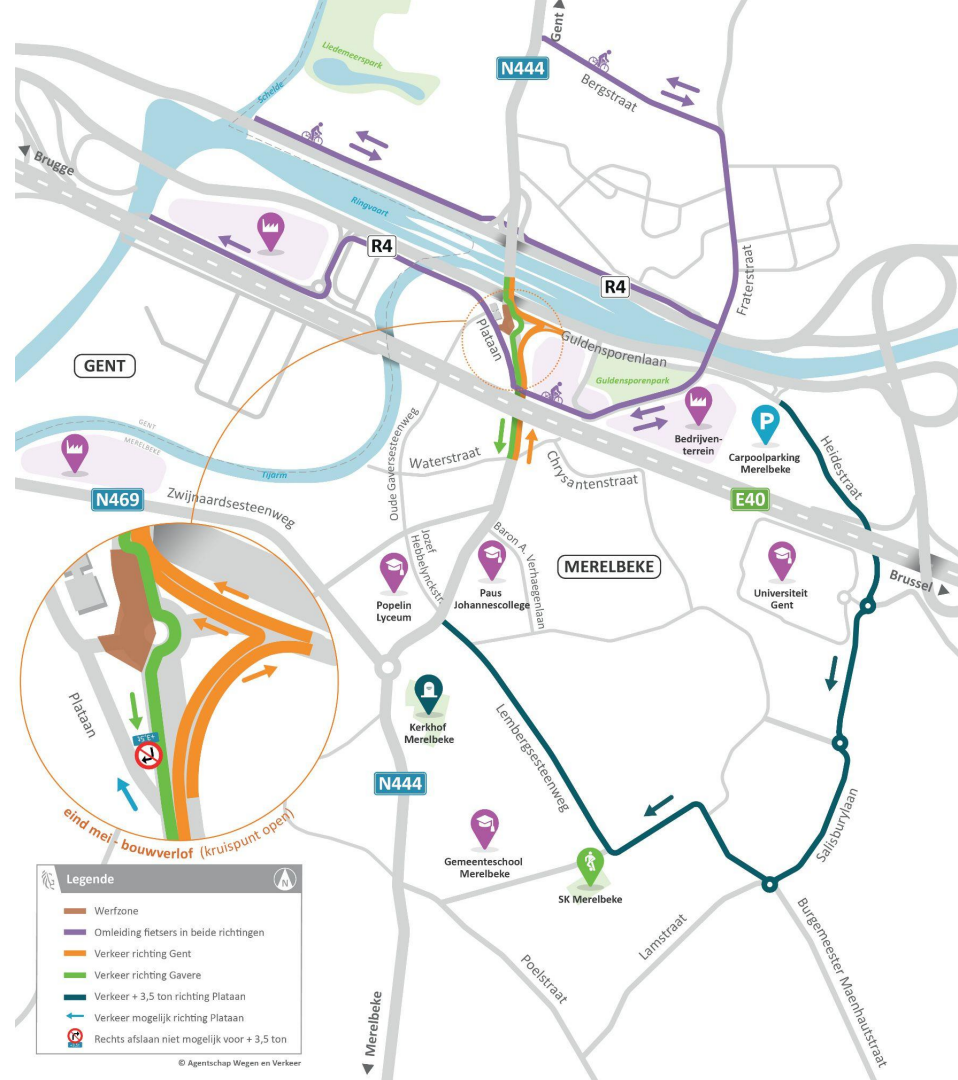 Gent
Liedemeerspark
N444
Bergstraat
Schelde
Brugge
Ringvaart
R4
R4
Fraterstraat
Plataan
Guldensporenlaan
GENT
Guldensporenpark
Bedrijven-
terrein
Carpoolparking
Merelbeke
Heidestraat
GENT
MERELBEKE
Tijarm
Oude Gaversesteenweg
Waterstraat
Chrysantenstraat
N469
Zwijnaardsesteenweg
E40
Jozef
Hebbelynckstr.
Baron A. Verhaegenlaan
MERELBEKE
Brussel
Popelin
Lyceum
Paus
Johannescollege
Universiteit
Gent
Plataan
+3,5t
Kerkhof
Merelbeke
Lembergsesteenweg
N444
eind mei - bouwverlof (kruispunt open)
Salisburylaan
Gemeenteschool
Merelbeke
SK Merelbeke
Lamstraat
Burgemeester Maenhautstraat
Poelstraat
Merelbeke
Legende
N
Werfzone
Omleiding fietsers in beide richtingen
Verkeer richting Gent
Verkeer richting Gavere
Verkeer + 3,5 ton richting Plataan
Verkeer mogelijk richting Plataan
Rechts afslaan niet mogelijk voor + 3,5 ton
© Agentschap Wegen en Verkeer
P